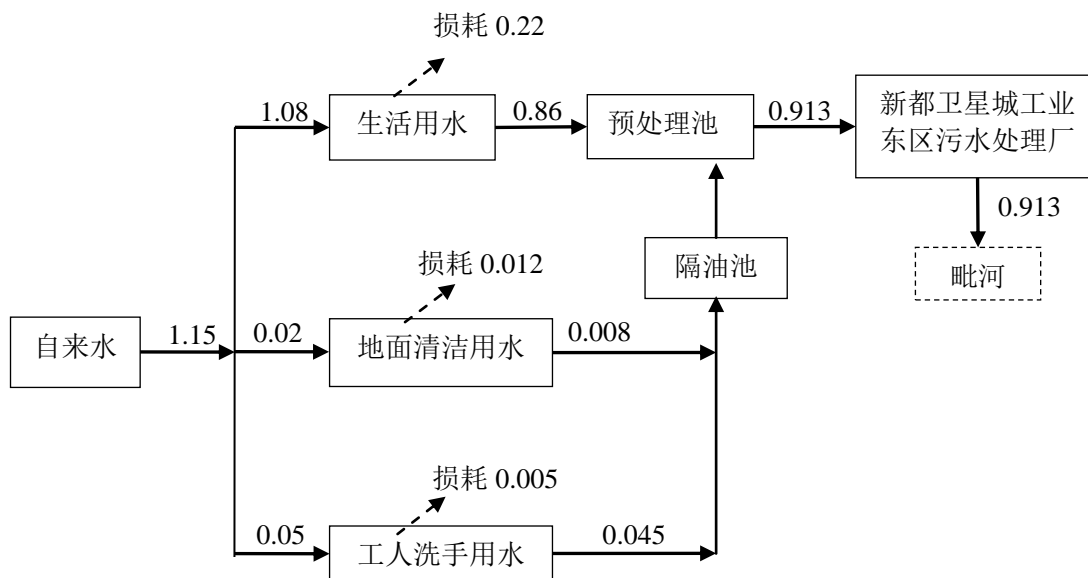 损耗 0.22
1.08
生活用水
0.86
预处理池
0.913
新都卫星城工业
东区污水处理厂
0.913
毗河
隔油池
损耗 0.012
自来水
1.15
0.02
地面清洁用水
0.008
损耗 0.005
0.05
工人洗手用水
0.045